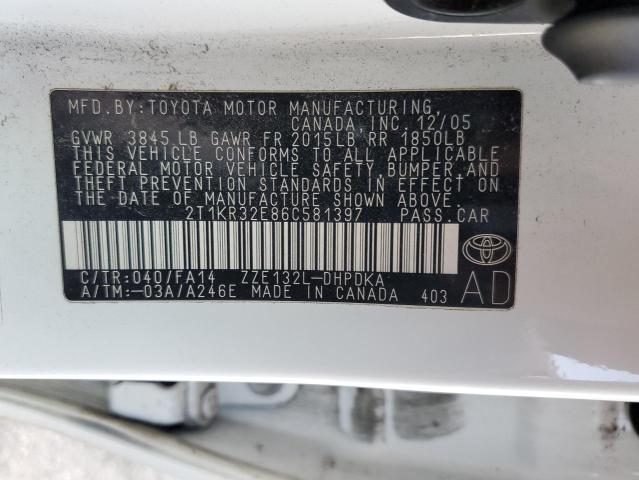 MFD. BY: TOYOTA MOTOR MANUFACTURING,
CANADA, INC. 12/05
GVWR 3845 LB GAWR FR 2015LB RR 1850LB
THIS VEHICLE CONFORMS TO ALL APPLICABLE
FEDERAL MOTOR VEHICLE SAFETY, BUMPER, AND
THEFT PREVENTION STANDARDS IN EFFECT ON
THE DATE OF MANUFACTURE SHOWN ABOVE.
2T1KR32E86C581397 PASS. CAR
C/TR: 040/FA14 ZZE132L-DHPDKA
A/TM: -03A/A246E MADE IN CANADA 403
AD